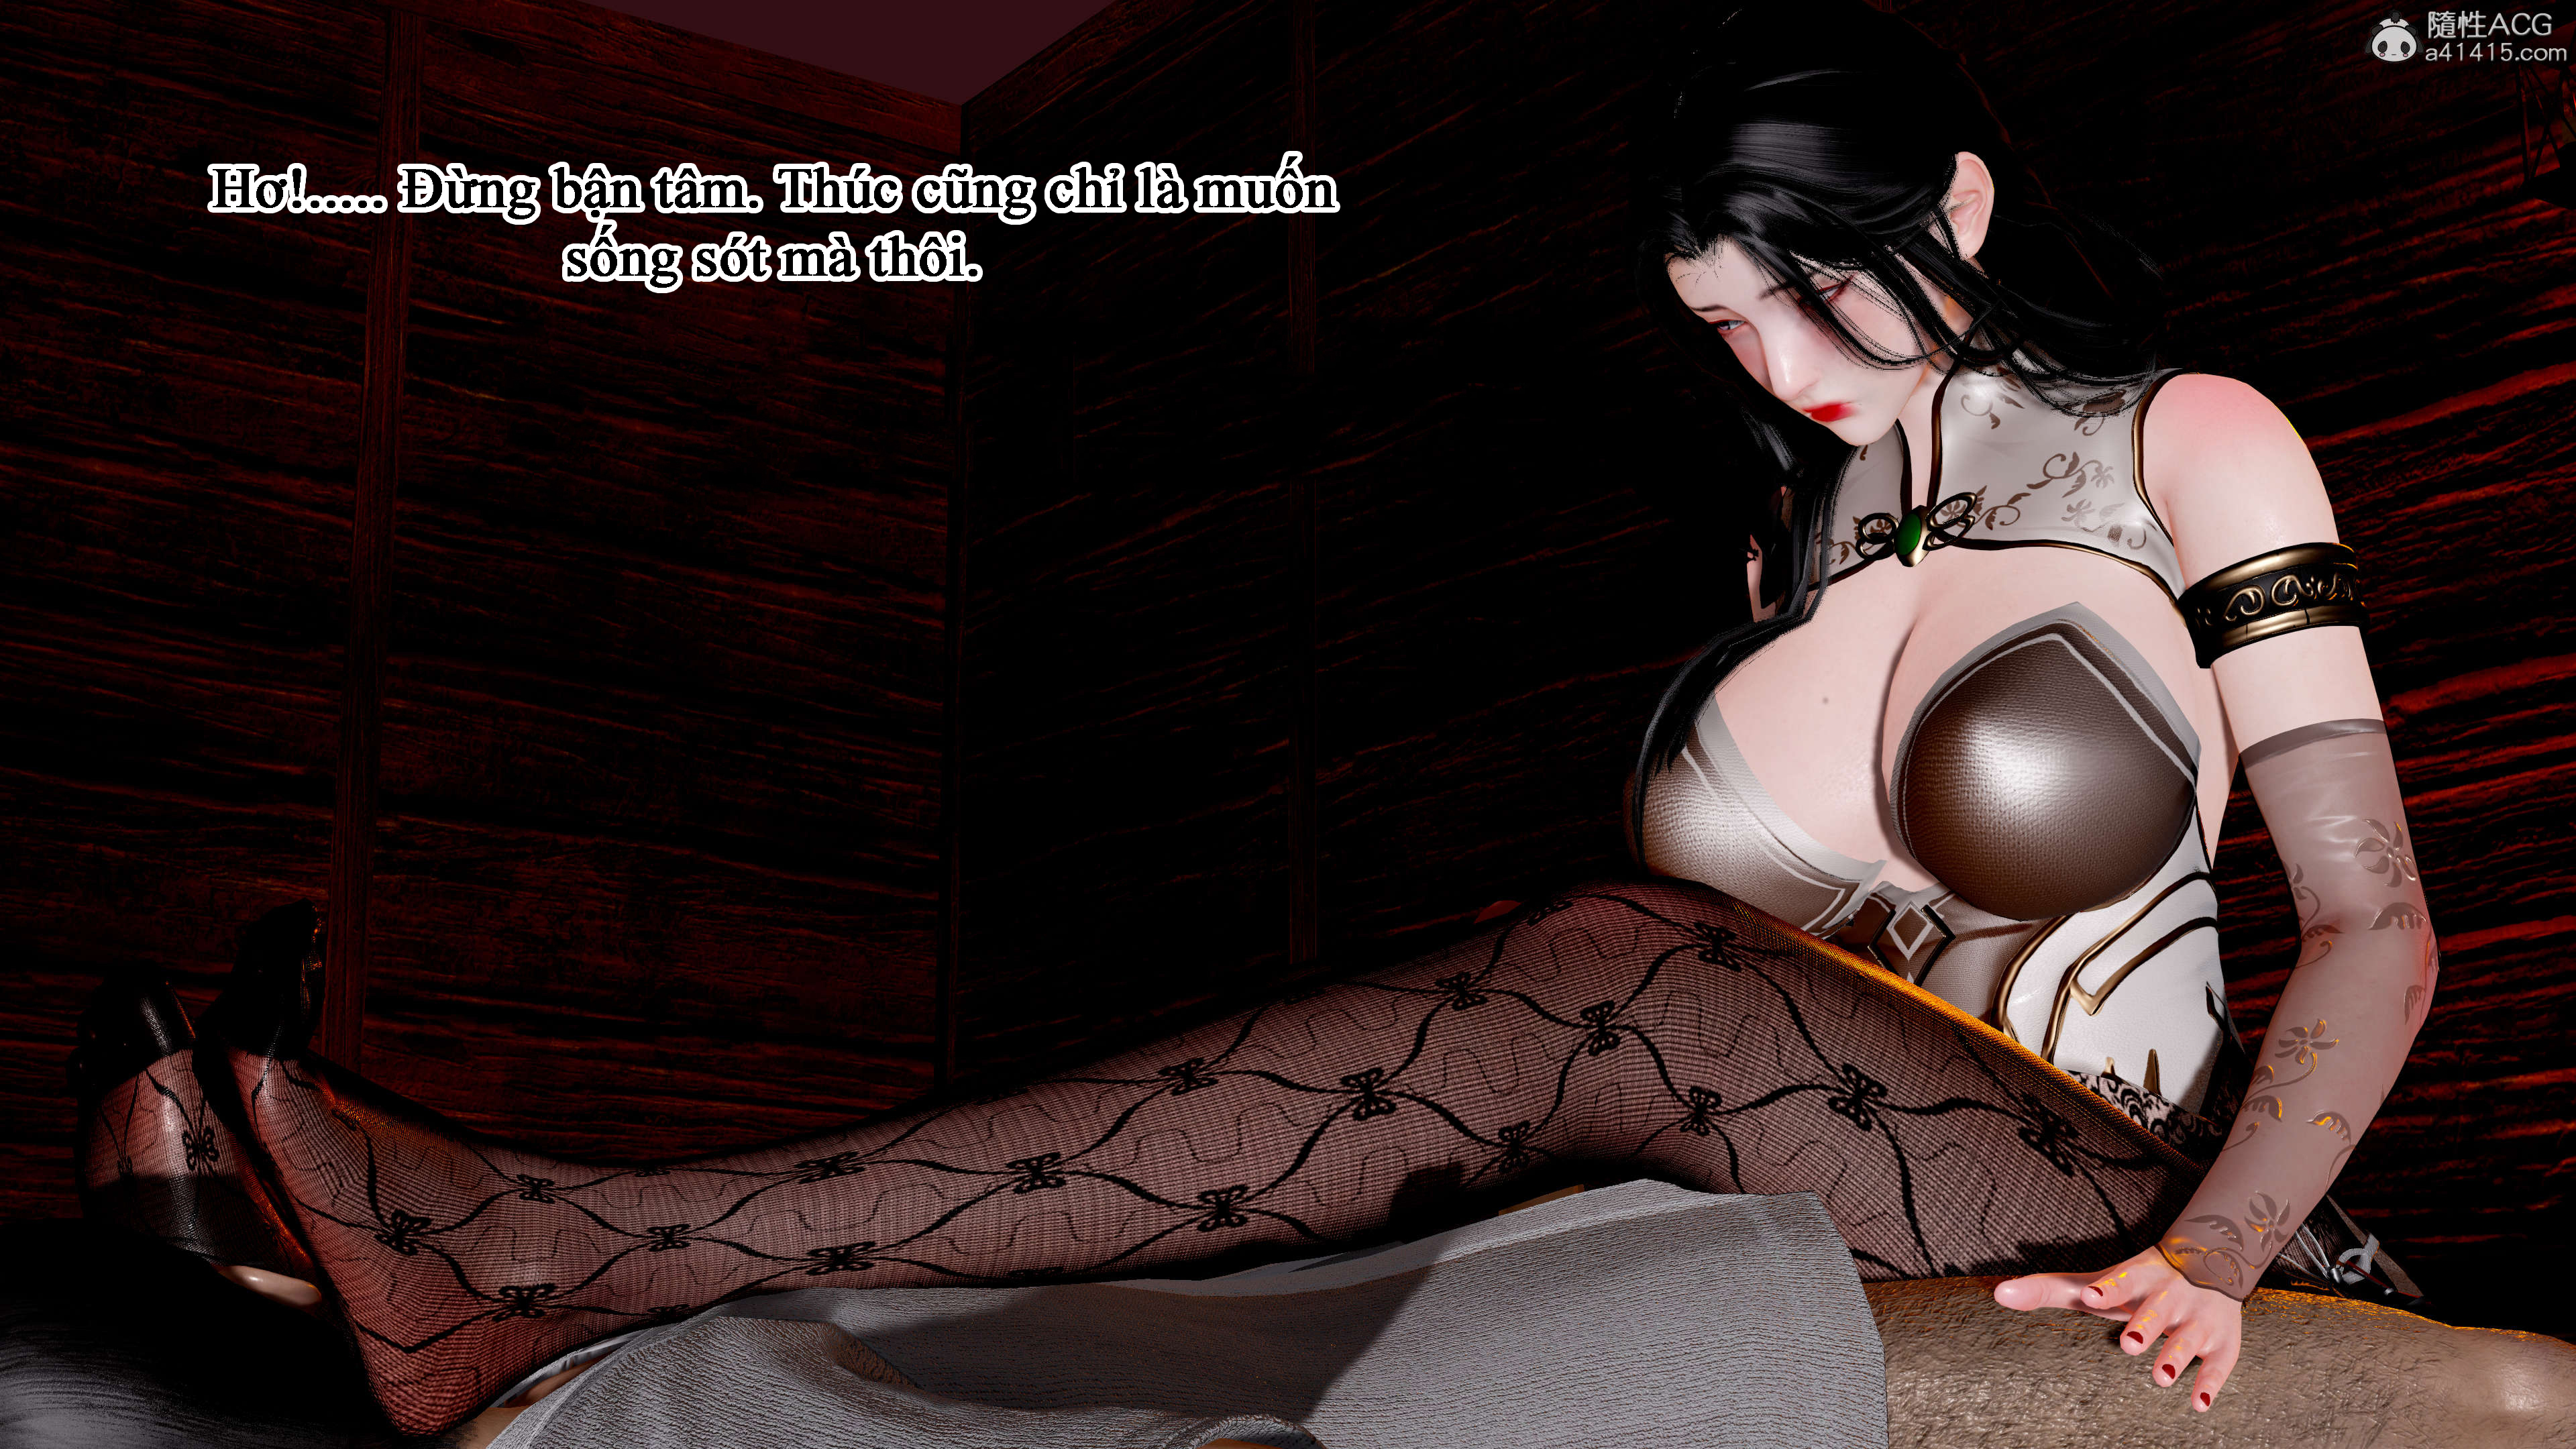 隨性ACG
a41415.com
Hơ!..... Đừng bận tâm. Thúc cũng chỉ là muốn
sống sót mà thôi.